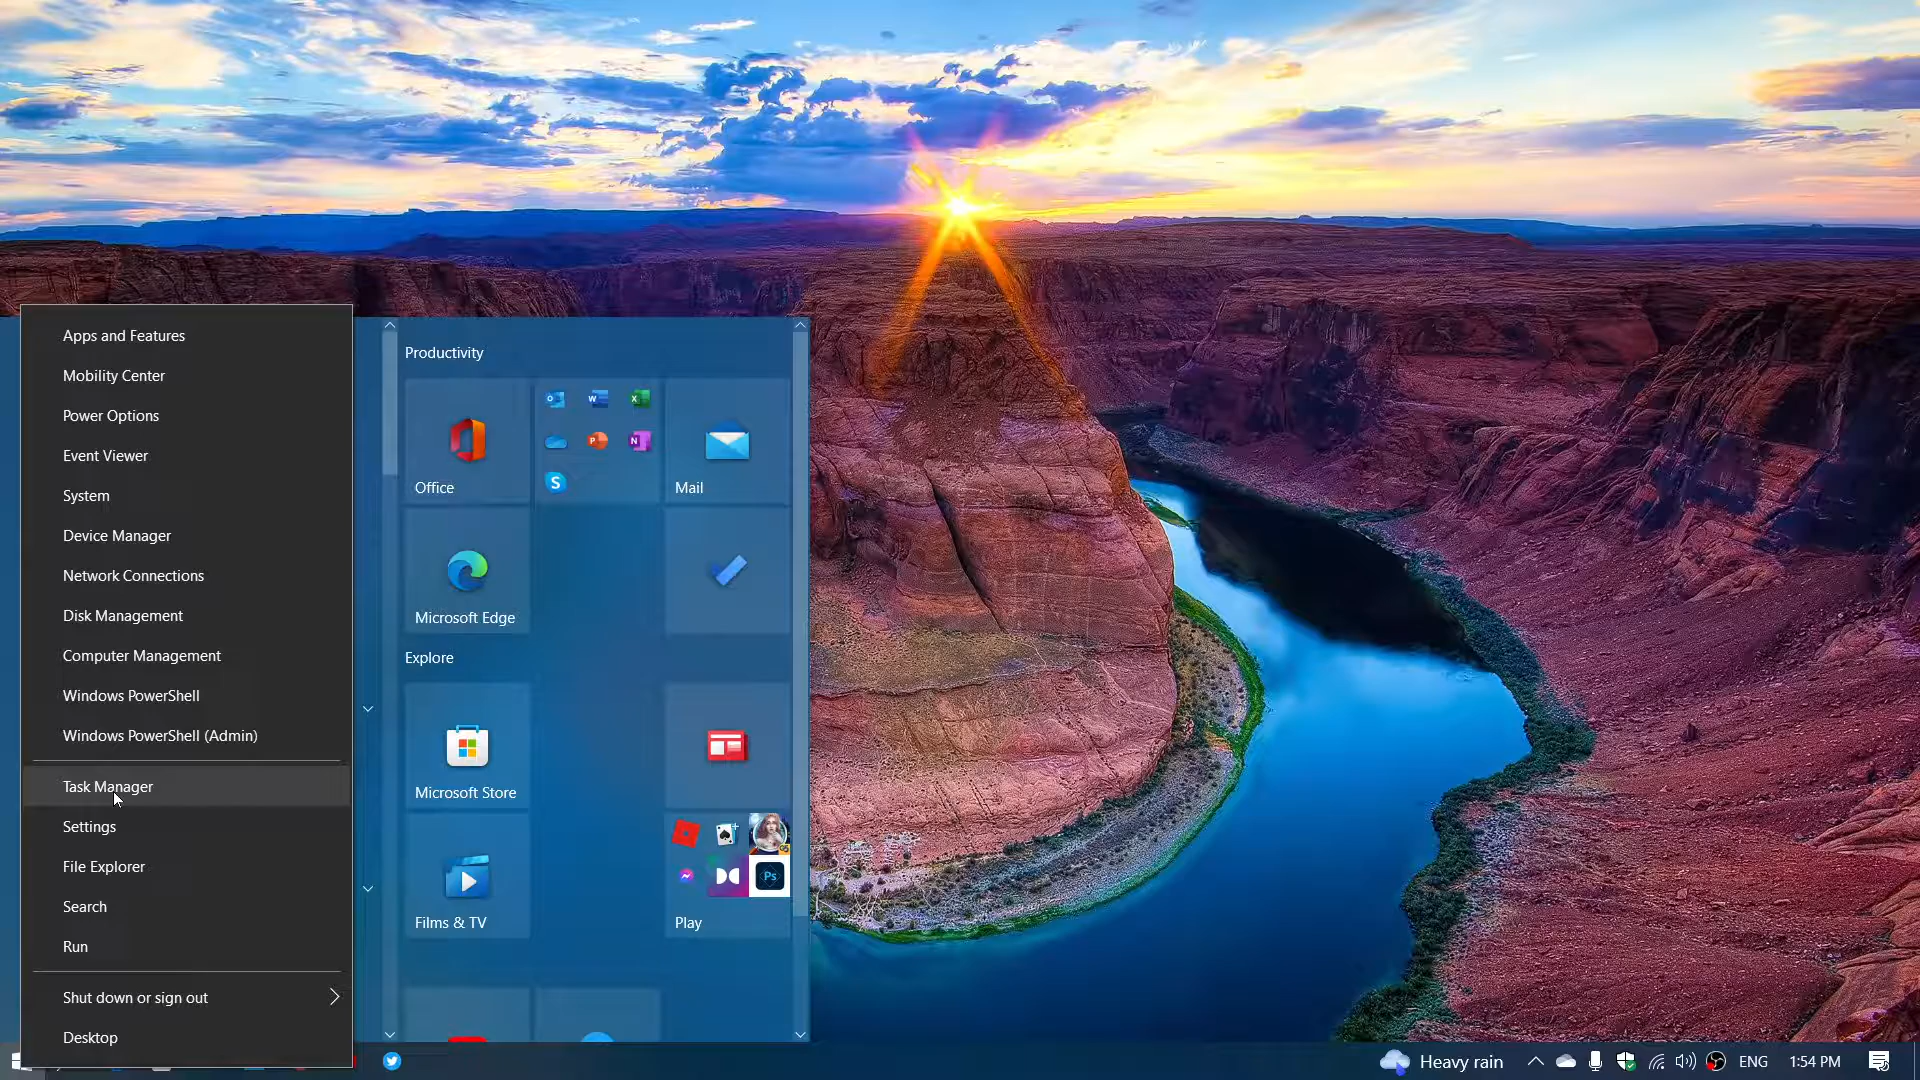 Apps and Features
Mobility Center
Power Options
Event Viewer
System
Device Manager
Network Connections
Disk Management
Computer Management
Windows PowerShell
Windows PowerShell (Admin)
Task Manager
Settings
File Explorer
Search
Run
Shut down or sign out
Desktop
Productivity
Office
Mail
Microsoft Edge
Explore
Microsoft Store
Films & TV
Play
Ps
Heavy rain
ENG
1:54 PM